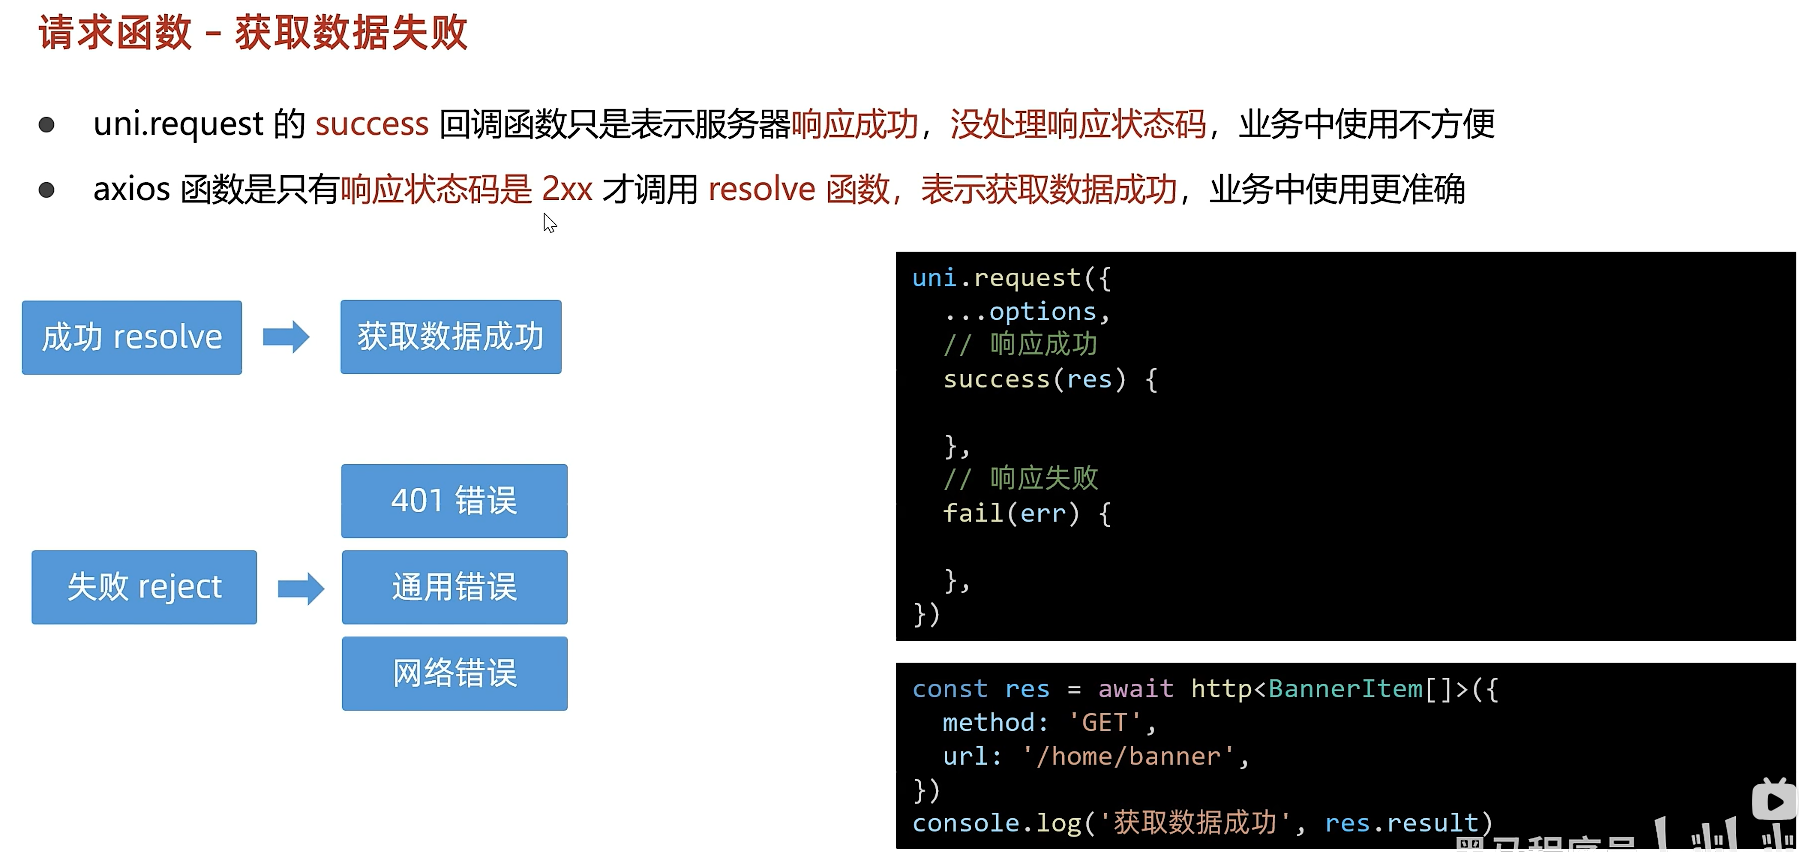 请求函数 – 获取数据失败
● uni.request 的 success 回调函数只是表示服务器响应成功，没处理响应状态码，业务中使用不方便
● axios 函数是只有响应状态码是 2xx 才调用 resolve 函数，表示获取数据成功，业务中使用更准确
成功 resolve
获取数据成功
失败 reject
401 错误
通用错误
网络错误
uni.request({
  ...options,
  // 响应成功
  success(res) {
  },
  // 响应失败
  fail(err) {
  },
})
const res = await http<BannerItem[]>({
  method: 'GET',
  url: '/home/banner',
})
console.log('获取数据成功', res.result)
黑马程序员